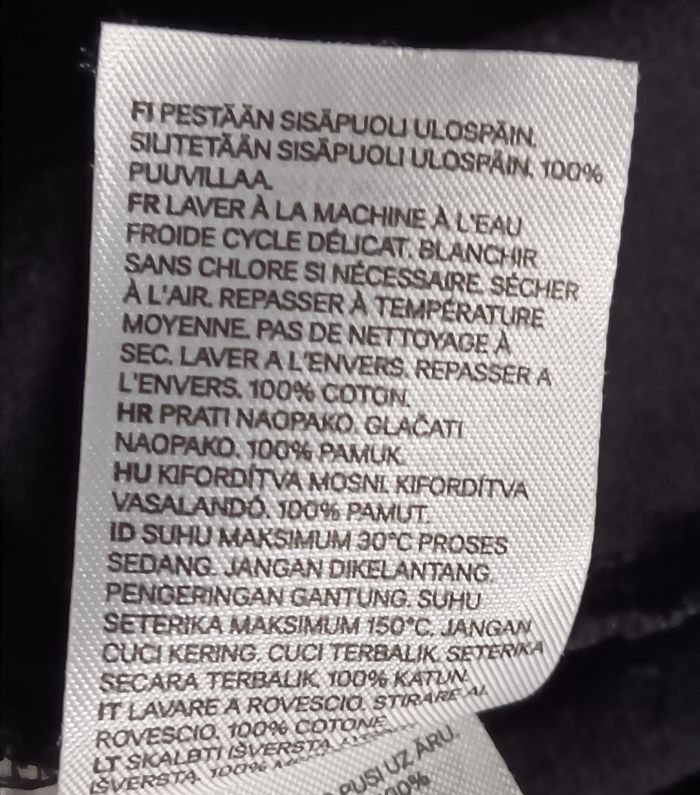 FI PESTÄÄN SISÄPUOLI ULOSPÄIN.
SILITETÄÄN SISÄPUOLI ULOSPÄIN. 100%
PUUVILLAA.
FR LAVER À LA MACHINE À L'EAU
FROIDE CYCLE DÉLICAT. BLANCHIR
SANS CHLORE SI NÉCESSAIRE. SÉCHER
À L'AIR. REPASSER À TEMPÉRATURE
MOYENNE. PAS DE NETTOYAGE À
SEC. LAVER A L'ENVERS. REPASSER A
L'ENVERS. 100% COTON.
HR PRATI NAOPAKO. GLAČATI
NAOPAKO. 100% PAMUK.
HU KIFORDÍTVA MOSNI. KIFORDÍTVA
VASALANDÓ. 100% PAMUT.
ID SUHU MAKSIMUM 30°C PROSES
SEDANG. JANGAN DIKELANTANG.
PENGERINGAN GANTUNG. SUHU
SETERIKA MAKSIMUM 150°C. JANGAN
CUCI KERING. CUCI TERBALIK. SETERIKA
SECARA TERBALIK. 100% KATUN.
IT LAVARE A ROVESCIO. STIRARE AL
ROVESCIO. 100% COTONE.
LT SKALBTI IŠVERSTA.
IŠVERSTA. 100%
PUSI UZ ĀRU.